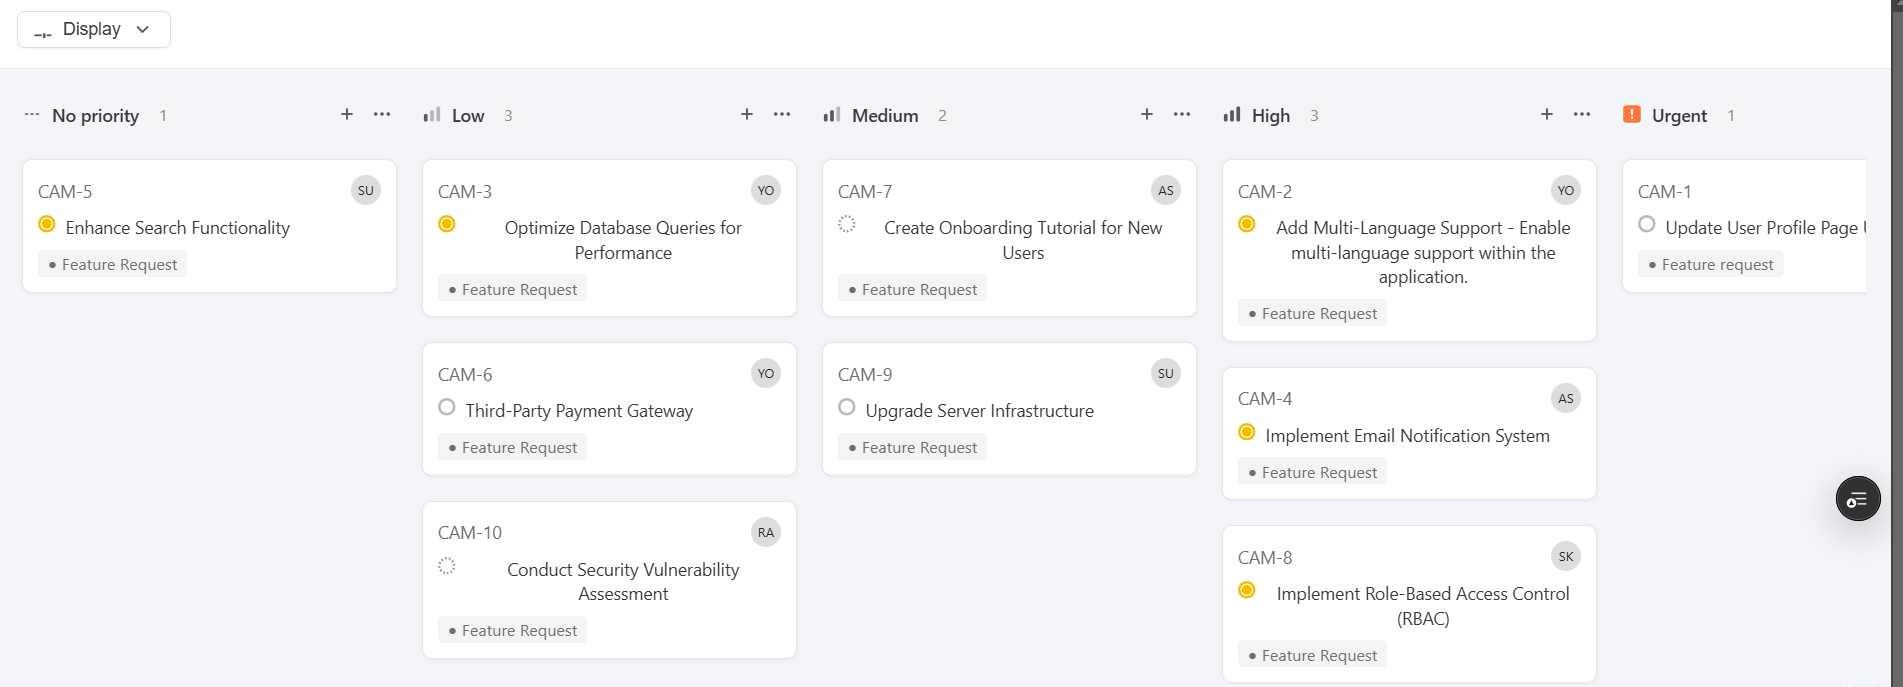 Display
No priority 1
CAM-5
SU
Enhance Search Functionality
Feature Request
Low 3
CAM-3
YO
Optimize Database Queries for
Performance
Feature Request
CAM-6
YO
Third-Party Payment Gateway
Feature Request
CAM-10
RA
Conduct Security Vulnerability
Assessment
Feature Request
Medium 2
CAM-7
AS
Create Onboarding Tutorial for New
Users
Feature Request
CAM-9
SU
Upgrade Server Infrastructure
Feature Request
High 3
CAM-2
YO
Add Multi-Language Support - Enable
multi-language support within the
application.
Feature Request
CAM-4
AS
Implement Email Notification System
Feature Request
CAM-8
SK
Implement Role-Based Access Control
(RBAC)
Feature Request
Urgent 1
CAM-1
Update User Profile Page
Feature request